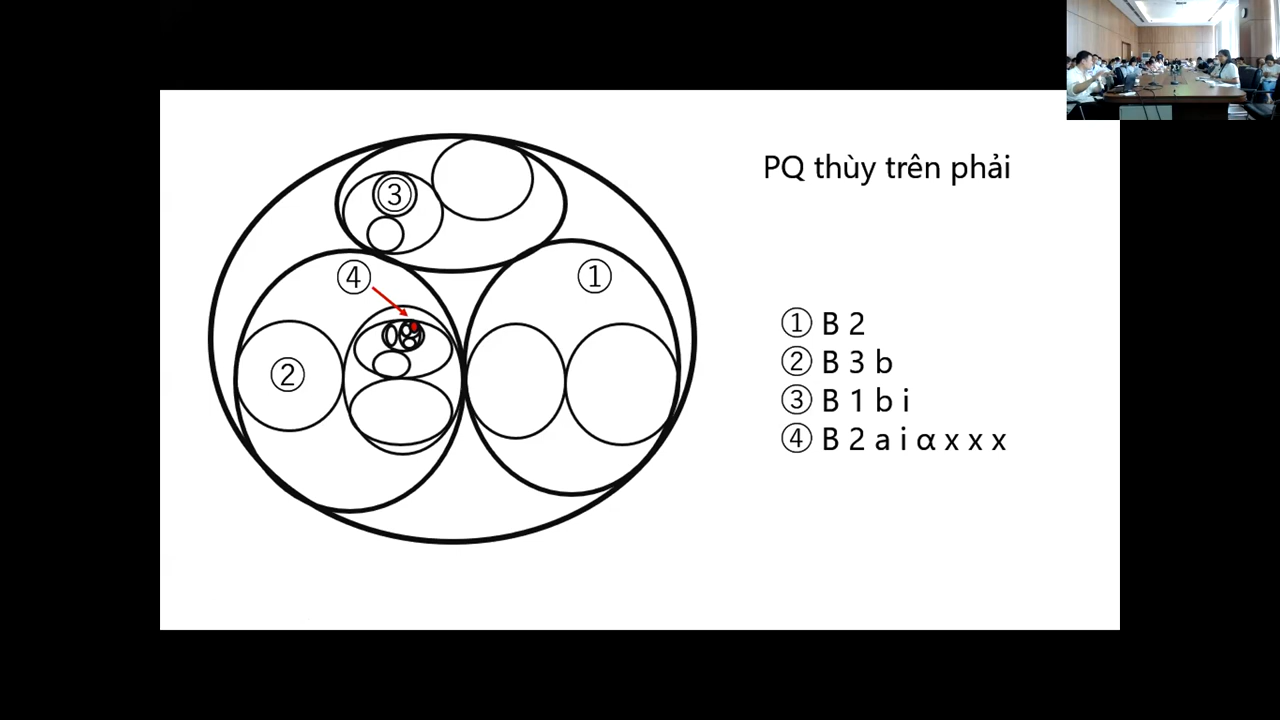 PQ thùy trên phải
③
④
①
②
① B 2
② B 3 b
③ B 1 b i
④ B 2 a i α x x x